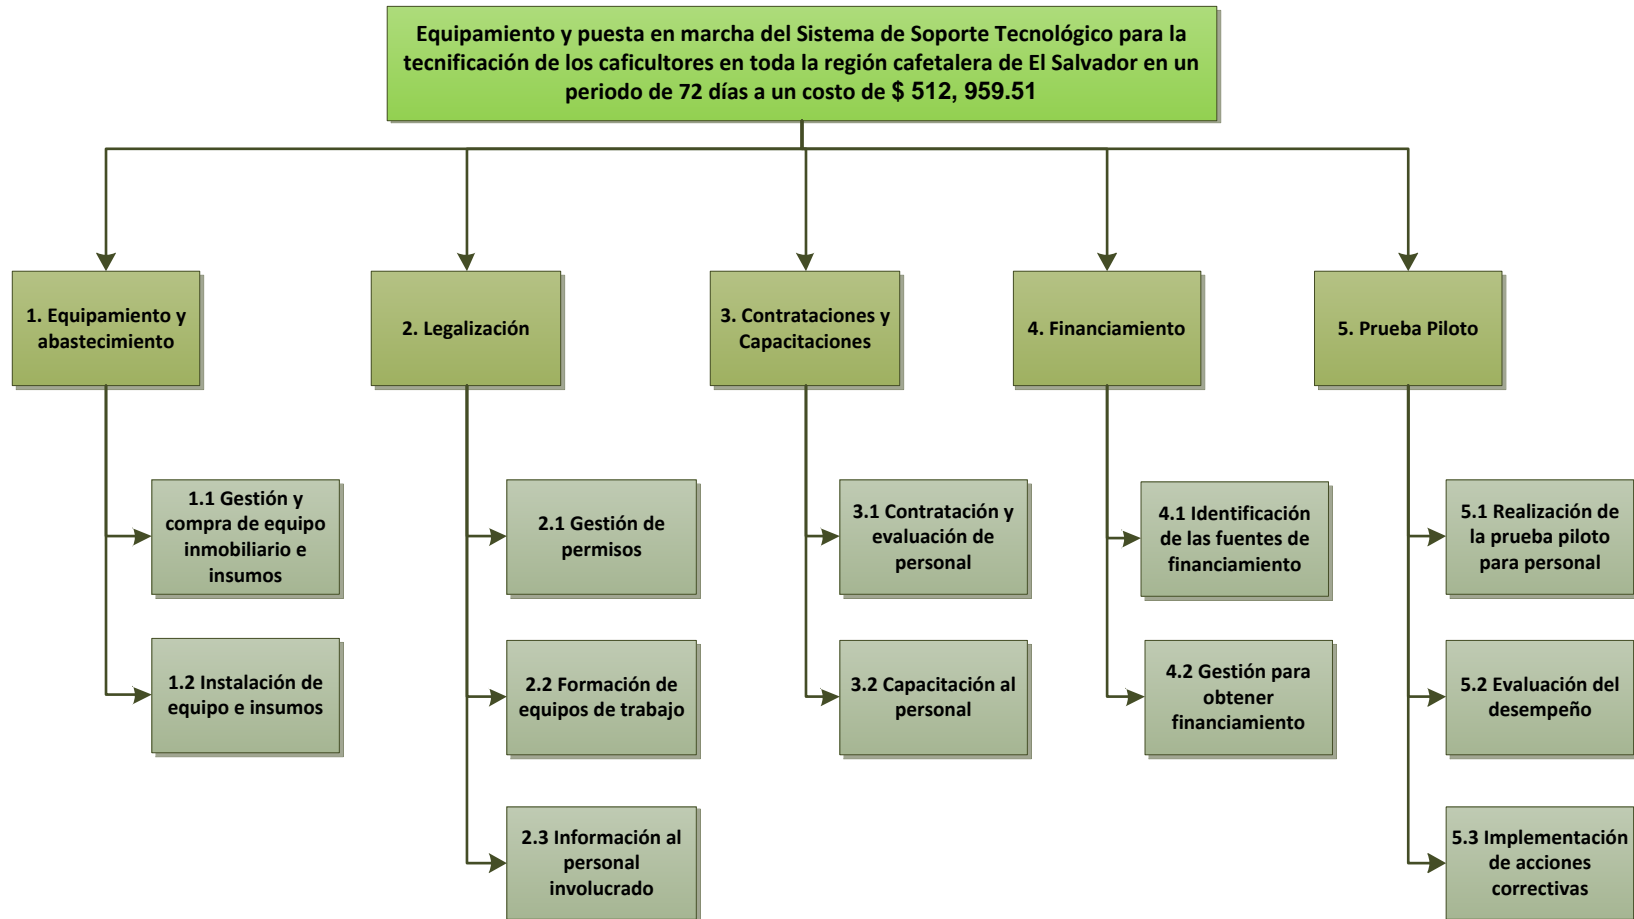 Equipamiento y puesta en marcha del Sistema de Soporte Tecnológico para la
tecnificación de los caficultores en toda la región cafetalera de El Salvador en un
periodo de 72 días a un costo de $ 512, 959.51
1. Equipamiento y
abastecimiento
2. Legalización
3. Contrataciones y
Capacitaciones
4. Financiamiento
5. Prueba Piloto
1.1 Gestión y
compra de equipo
inmobiliario e
insumos
1.2 Instalación de
equipo e insumos
2.1 Gestión de
permisos
2.2 Formación de
equipos de trabajo
2.3 Información al
personal
involucrado
3.1 Contratación y
evaluación de
personal
3.2 Capacitación al
personal
4.1 Identificación
de las fuentes de
financiamiento
4.2 Gestión para
obtener
financiamiento
5.1 Realización de
la prueba piloto
para personal
5.2 Evaluación del
desempeño
5.3 Implementación
de acciones
correctivas